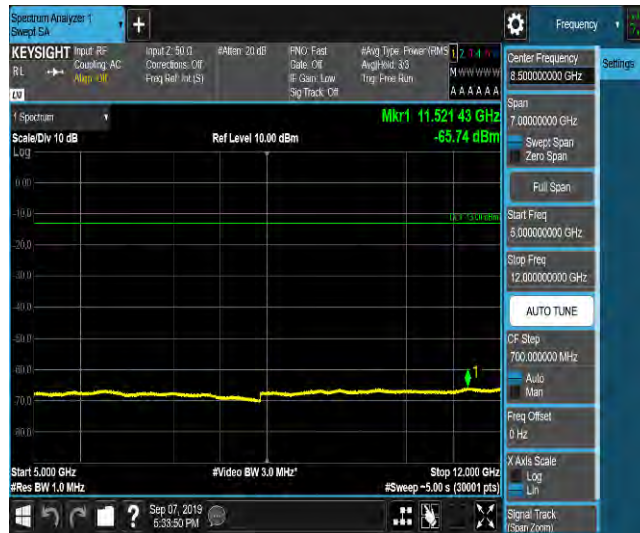 Spectrum Analyzer 1
Swept SA
+
Frequency
KEYSIGHT
RL
Input: RF
Coupling: AC
Align: Off
Input Z: 50 Ω
Corrections: Off
Freq Ref: Int (S)
#Atten: 20 dB
PNO: Fast
Gate: Off
IF Gain: Low
Sig Track: Off
#Avg Type: Power (RMS
Avg|Hold: 3/3
Trig: Free Run
M W W W W W
A A A A A A
LV
1 Spectrum
Scale/Div 10 dB
Log
Ref Level 10.00 dBm
Mkr1 11.521 43 GHz
-65.74 dBm
0.00
-10.0
-20.0
-30.0
-40.0
-50.0
-60.0
-70.0
-80.0
1
Start 5.000 GHz
#Res BW 1.0 MHz
#Video BW 3.0 MHz*
Stop 12.000 GHz
#Sweep ~5.00 s (30001 pts)
Sep 07, 2019
5:33:50 PM
?
Center Frequency
8.500000000 GHz
Settings
Span
7.00000000 GHz
Swept Span
Zero Span
Full Span
Start Freq
5.000000000 GHz
Stop Freq
12.000000000 GHz
AUTO TUNE
CF Step
700.000000 MHz
Auto
Man
Freq Offset
0 Hz
X Axis Scale
Log
Lin
Signal Track
(Span Zoom)